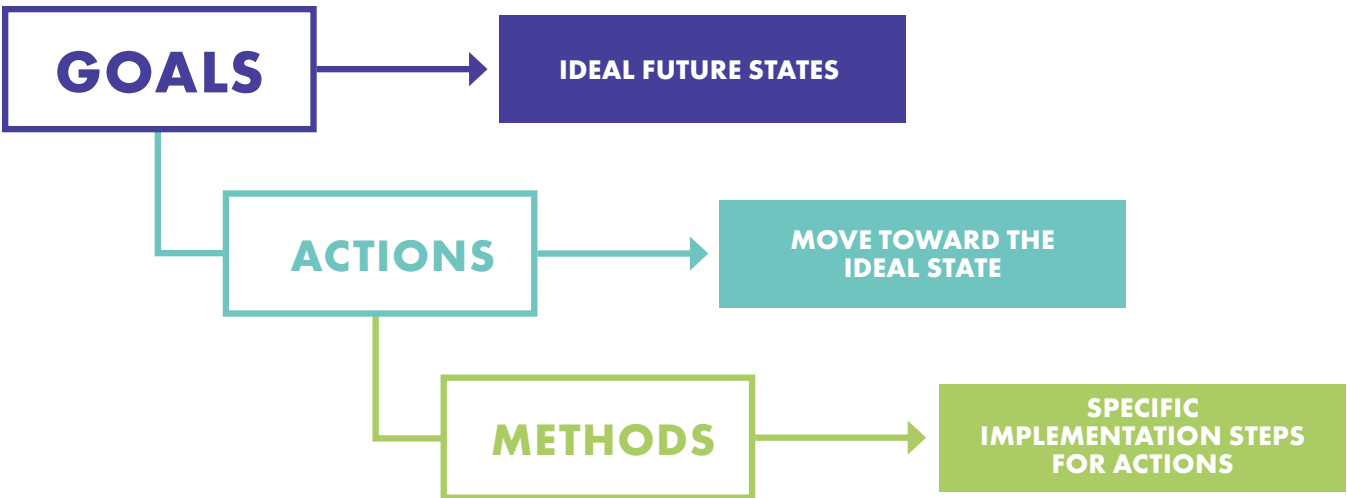 GOALS
IDEAL FUTURE STATES
ACTIONS
MOVE TOWARD THE
IDEAL STATE
METHODS
SPECIFIC
IMPLEMENTATION STEPS
FOR ACTIONS